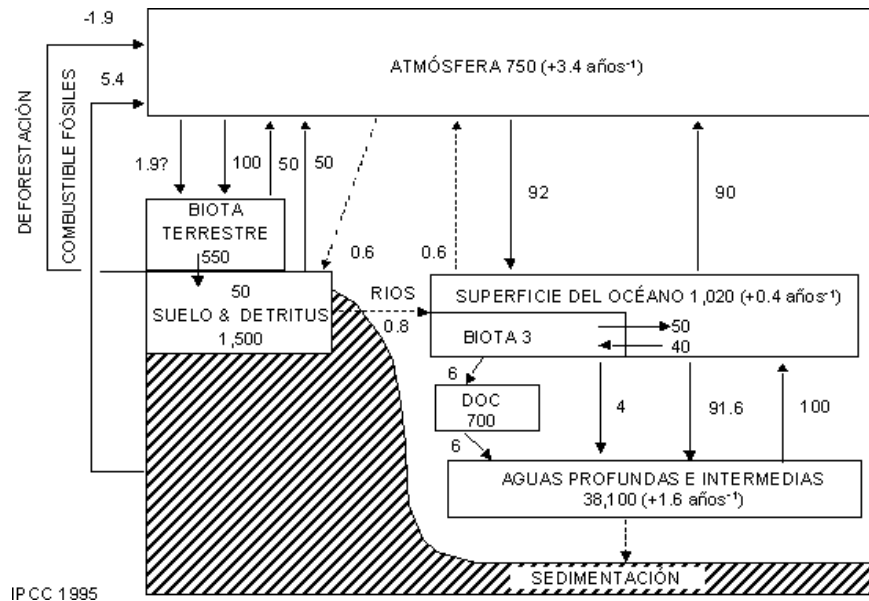 -1.9
ATMÓSFERA 750 (+3.4 años⁻¹)
5.4
DEFORESTACIÓN
COMBUSTIBLE FÓSILES
1.9?
100
50
50
92
90
BIOTA
TERRESTRE
550
0.6
0.6
50
SUELO & DETRITUS
1,500
RIOS
0.8
SUPERFICIE DEL OCÉANO 1,020 (+0.4 años⁻¹)
BIOTA 3
50
40
6
DOC
700
6
4
91.6
100
AGUAS PROFUNDAS E INTERMEDIAS
38,100 (+1.6 años⁻¹)
SEDIMENTACIÓN
IPCC 1995